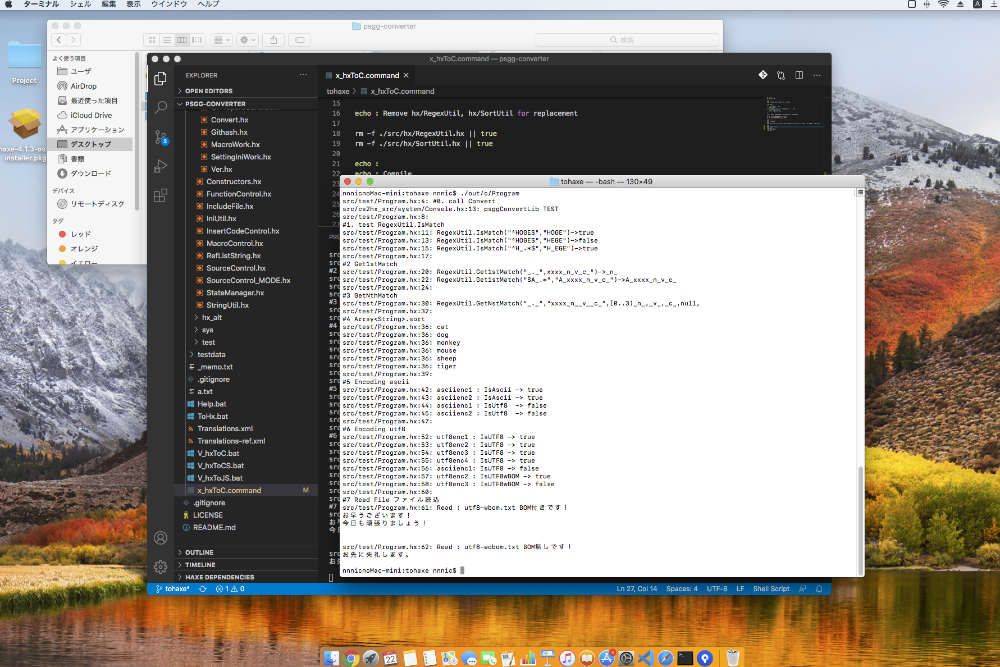 ターミナル シェル 編集 表示 ウインドウ ヘルプ
A 土
psgg-converter
検索
よく使う項目
ユーザ
AirDrop
最近使った項目
iCloud Drive
アプリケーション
デスクトップ
書類
ダウンロード
デバイス
リモートディスク
タグ
レッド
オレンジ
イエロー
Project
installer.pkg
x_hxToC.command — psgg-converter
EXPLORER
OPEN EDITORS
PSGG-CONVERTER
Convert.hx
Githash.hx
MacroWork.hx
SettingIniWork.hx
Ver.hx
Constructors.hx
FunctionControl.hx
IncludeFile.hx
IniUtil.hx
InsertCodeControl.hx
MacroControl.hx
RefListString.hx
SourceControl.hx
SourceControl_MODE.hx
StateManager.hx
StringUtil.hx
hx_alt
sys
test
testdata
_memo.txt
.gitignore
a.txt
Help.bat
ToHx.bat
Translations.xml
Translations-ref.xml
V_hxToC.bat
V_hxToCS.bat
V_hxToJS.bat
x_hxToC.command M
.gitignore
LICENSE
README.md
OUTLINE
TIMELINE
HAXE DEPENDENCIES
3
x_hxToC.command
tohaxe > x_hxToC.command
15
16 echo : Remove hx/RegexUtil, hx/SortUtil for replacement
17
18 rm -f ./src/hx/RegexUtil.hx || true
19 rm -f ./src/hx/SortUtil.hx || true
20
21 echo :
22 echo : Compile
23
24
25
26
27
tohaxe — -bash — 130×49
[nnnicnoMac-mini:tohaxe nnnic$ ./out/c/Program ]
src/test/Program.hx:4: #0. call Convert
src/cs2hx_src/system/Console.hx:13: psggConvertLib TEST
src/test/Program.hx:8:
#1. test RegexUtil.IsMatch
src/test/Program.hx:11: RegexUtil.IsMatch("^HOGE$","HOGE")->true
src/test/Program.hx:13: RegexUtil.IsMatch("^HOGE$","HEGE")->false
src/test/Program.hx:15: RegexUtil.IsMatch("^H_.*$","H_EGE")->true
src/test/Program.hx:17:
#2 Get1stMatch
src/test/Program.hx:20: RegexUtil.Get1stMatch("_._",xxxx_n_v_c_")->_n_
src/test/Program.hx:22: RegexUtil.Get1stMatch("$A_.*","A_xxxx_n_v_c_")->A_xxxx_n_v_c_
src/test/Program.hx:24:
#3 GetNthMatch
src/test/Program.hx:30: RegexUtil.GetNstMatch("_._","xxxx_n__v__c_",[0..3)_n_,_v_,_c_,null,
src/test/Program.hx:32:
#4 Array<String>.sort
src/test/Program.hx:36: cat
src/test/Program.hx:36: dog
src/test/Program.hx:36: monkey
src/test/Program.hx:36: mouse
src/test/Program.hx:36: sheep
src/test/Program.hx:36: tiger
src/test/Program.hx:39:
#5 Encoding ascii
src/test/Program.hx:42: asciienc1 : IsAscii -> true
src/test/Program.hx:43: asciienc2 : IsAscii -> true
src/test/Program.hx:44: asciienc1 : IsUtf8  -> false
src/test/Program.hx:45: asciienc2 : IsUtf8  -> false
src/test/Program.hx:47:
#6 Encoding utf8
src/test/Program.hx:52: utf8enc1 : IsUTF8 -> true
src/test/Program.hx:53: utf8enc2 : IsUTF8 -> true
src/test/Program.hx:54: utf8enc3 : IsUTF8 -> true
src/test/Program.hx:55: utf8enc4 : IsUTF8 -> true
src/test/Program.hx:56: asciienc1: IsUTF8 -> false
src/test/Program.hx:57: utf8enc2 : IsUTF8wBOM -> true
src/test/Program.hx:58: utf8enc3 : IsUTF8wBOM -> false
src/test/Program.hx:60:
#7 Read File ファイル読込
src/test/Program.hx:61: Read : utf8-wbom.txt BOM付きです！
お早うございます！
今日も頑張りましょう！
src/test/Program.hx:62: Read : utf8-wobom.txt BOM無しです！
お先に失礼します。
nnnicnoMac-mini:tohaxe nnnic$
tohaxe* 1 0
Ln 27, Col 14 Spaces: 4 UTF-8 LF Shell Script
22